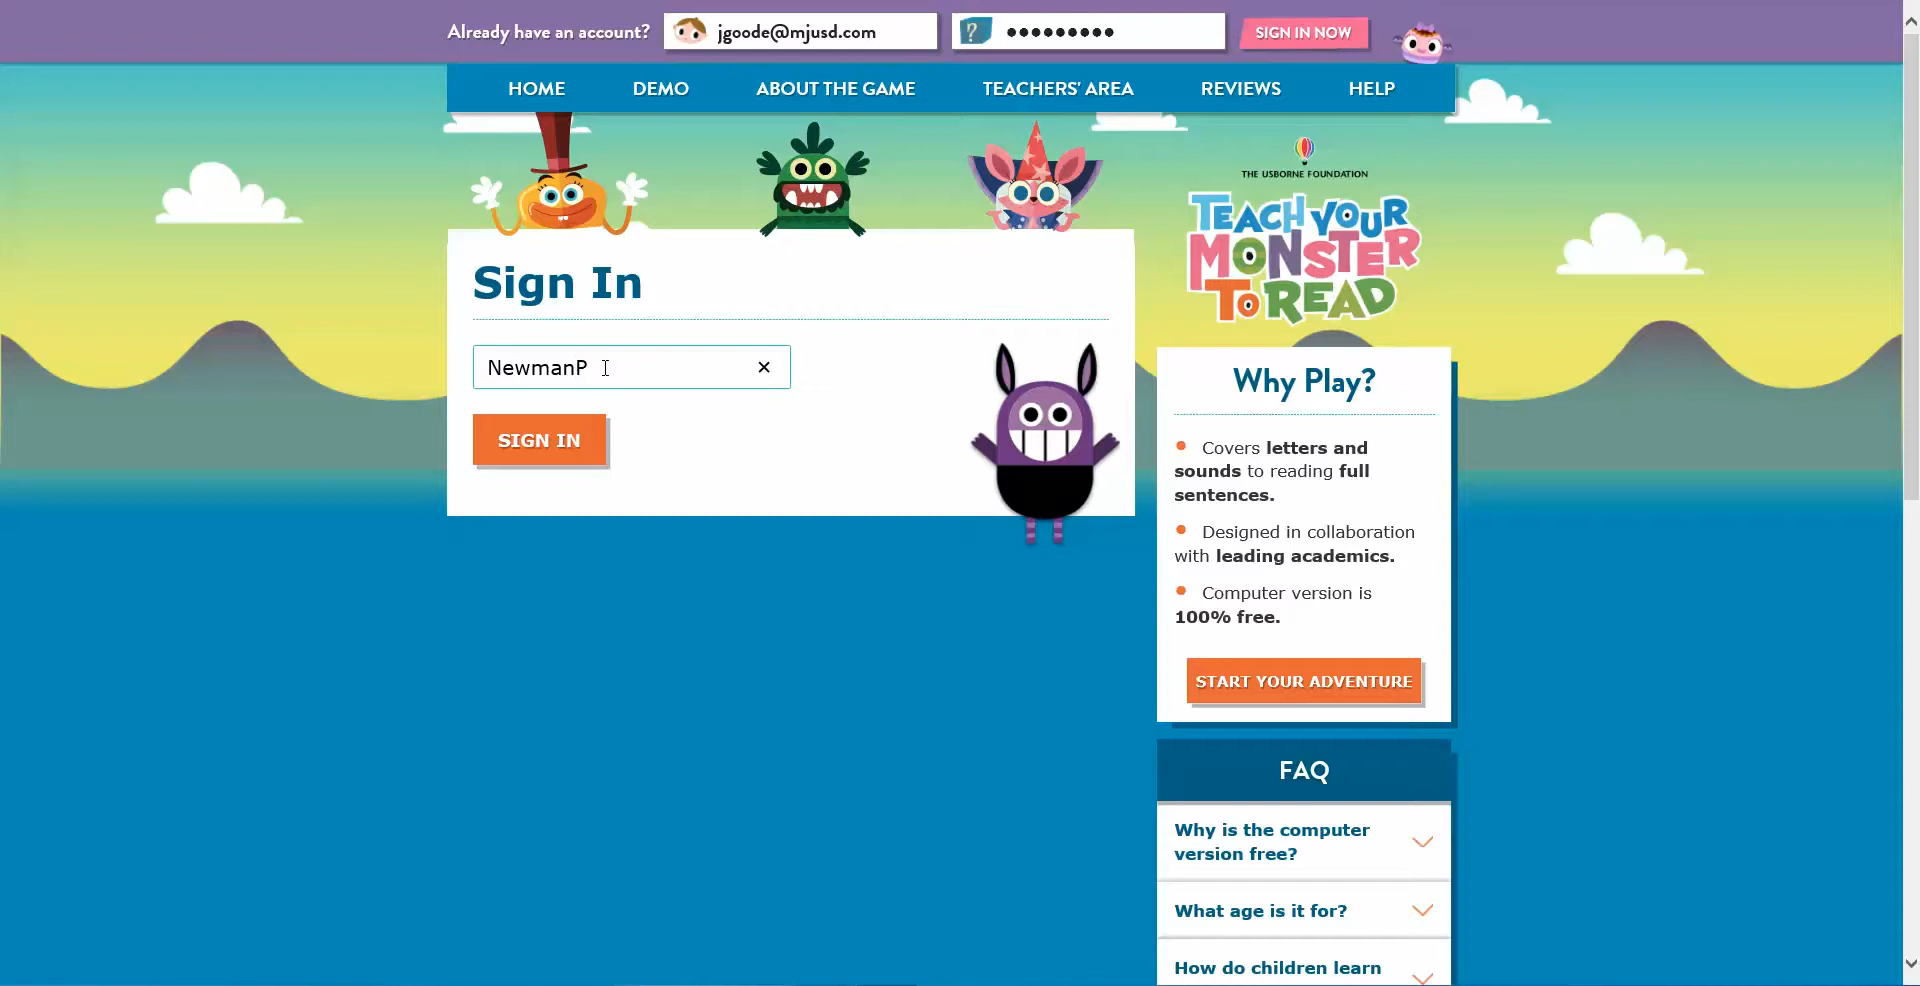 Already have an account?
jgoode@mjusd.com
?
●●●●●●●●●
SIGN IN NOW
HOME
DEMO
ABOUT THE GAME
TEACHERS' AREA
REVIEWS
HELP
THE USBORNE FOUNDATION
TEACH YOUR
MONSTER
TO READ
Sign In
NewmanP
×
SIGN IN
Why Play?
• Covers letters and
sounds to reading full
sentences.
• Designed in collaboration
with leading academics.
• Computer version is
100% free.
START YOUR ADVENTURE
FAQ
Why is the computer
version free?
What age is it for?
How do children learn